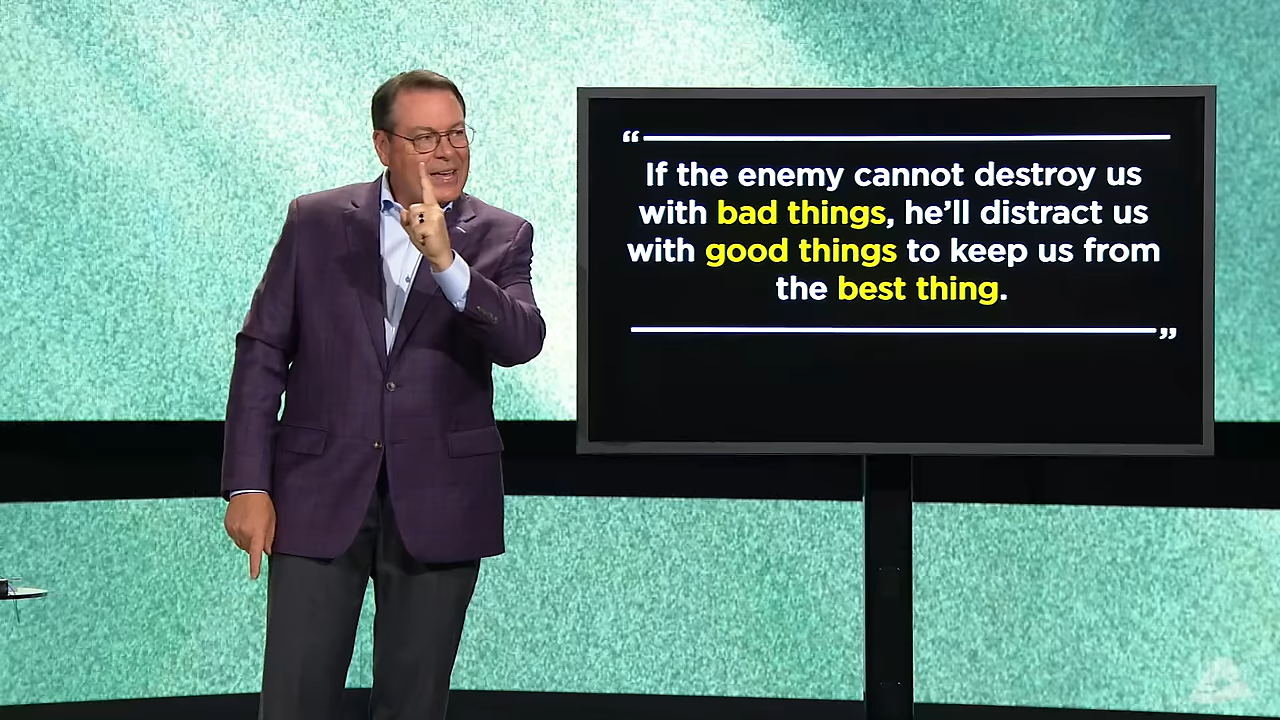 “
If the enemy cannot destroy us
with bad things, he’ll distract us
with good things to keep us from
the best thing.
”